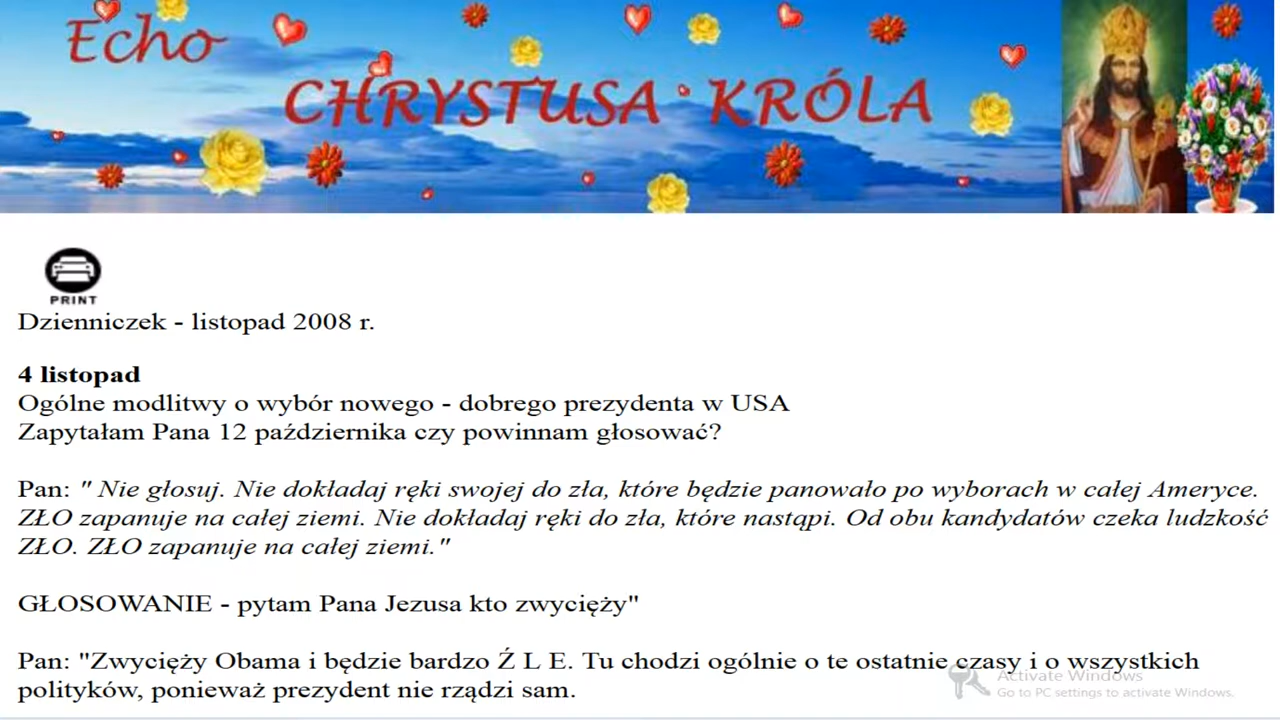 Echo
CHRYSTUSA KRÓLA
PRINT
Dzienniczek - listopad 2008 r.
4 listopad
Ogólne modlitwy o wybór nowego - dobrego prezydenta w USA
Zapytałam Pana 12 października czy powinnam głosować?
Pan: " Nie głosuj. Nie dokładaj ręki swojej do zła, które będzie panowało po wyborach w całej Ameryce.
ZŁO zapanuje na całej ziemi. Nie dokładaj ręki do zła, które nastąpi. Od obu kandydatów czeka ludzkość
ZŁO. ZŁO zapanuje na całej ziemi."
GŁOSOWANIE - pytam Pana Jezusa kto zwycięży"
Pan: "Zwycięży Obama i będzie bardzo Ź L E. Tu chodzi ogólnie o te ostatnie czasy i o wszystkich
polityków, ponieważ prezydent nie rządzi sam.
Activate Windows
Go to PC settings to activate Windows.